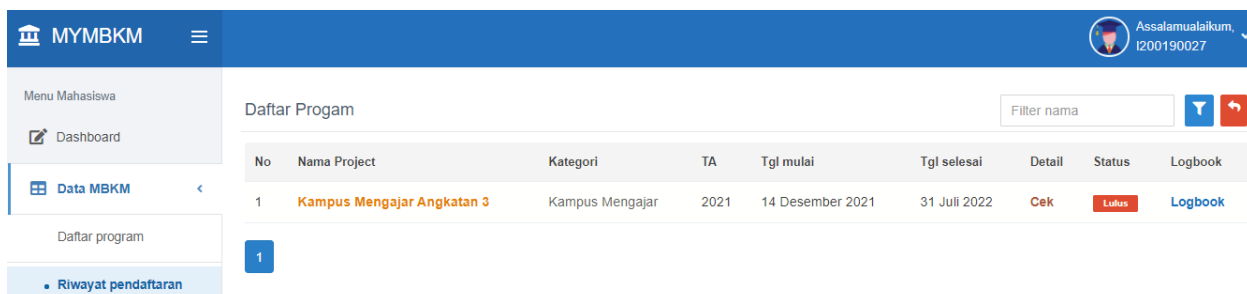 MYMBKM
Assalamualaikum,
I200190027
Menu Mahasiswa
Dashboard
Data MBKM
Daftar program
Riwayat pendaftaran
Daftar Progam
Filter nama
No Nama Project Kategori TA Tgl mulai Tgl selesai Detail Status Logbook
1 Kampus Mengajar Angkatan 3 Kampus Mengajar 2021 14 Desember 2021 31 Juli 2022 Cek Lulus Logbook
1